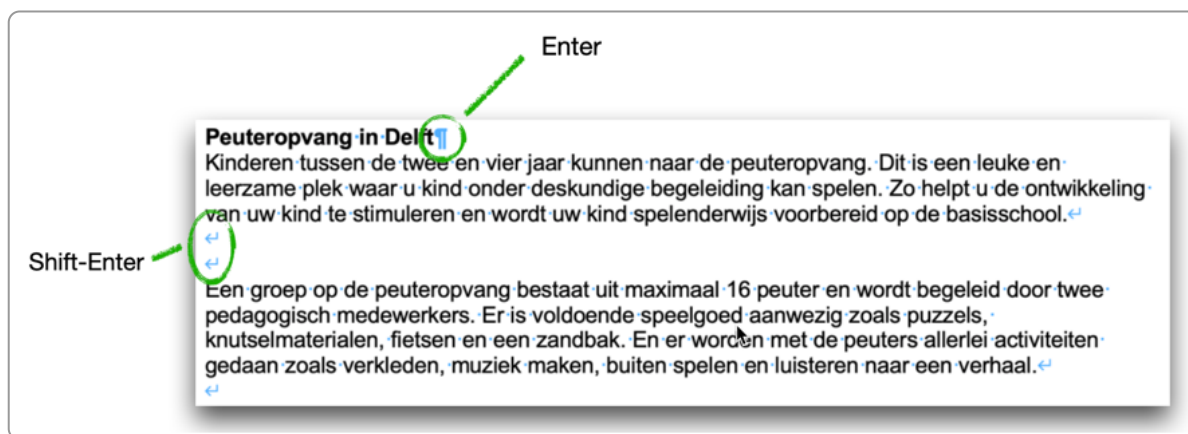 Enter
Peuteropvang in Delft¶
Kinderen tussen de twee en vier jaar kunnen naar de peuteropvang. Dit is een leuke en
leerzame plek waar u kind onder deskundige begeleiding kan spelen. Zo helpt u de ontwikkeling
van uw kind te stimuleren en wordt uw kind spelenderwijs voorbereid op de basisschool.↵
↵
Shift-Enter
↵
Een groep op de peuteropvang bestaat uit maximaal 16 peuter en wordt begeleid door twee
pedagogisch medewerkers. Er is voldoende speelgoed aanwezig zoals puzzels,
knutselmaterialen, fietsen en een zandbak. En er worden met de peuters allerlei activiteiten
gedaan zoals verkleden, muziek maken, buiten spelen en luisteren naar een verhaal.↵
↵